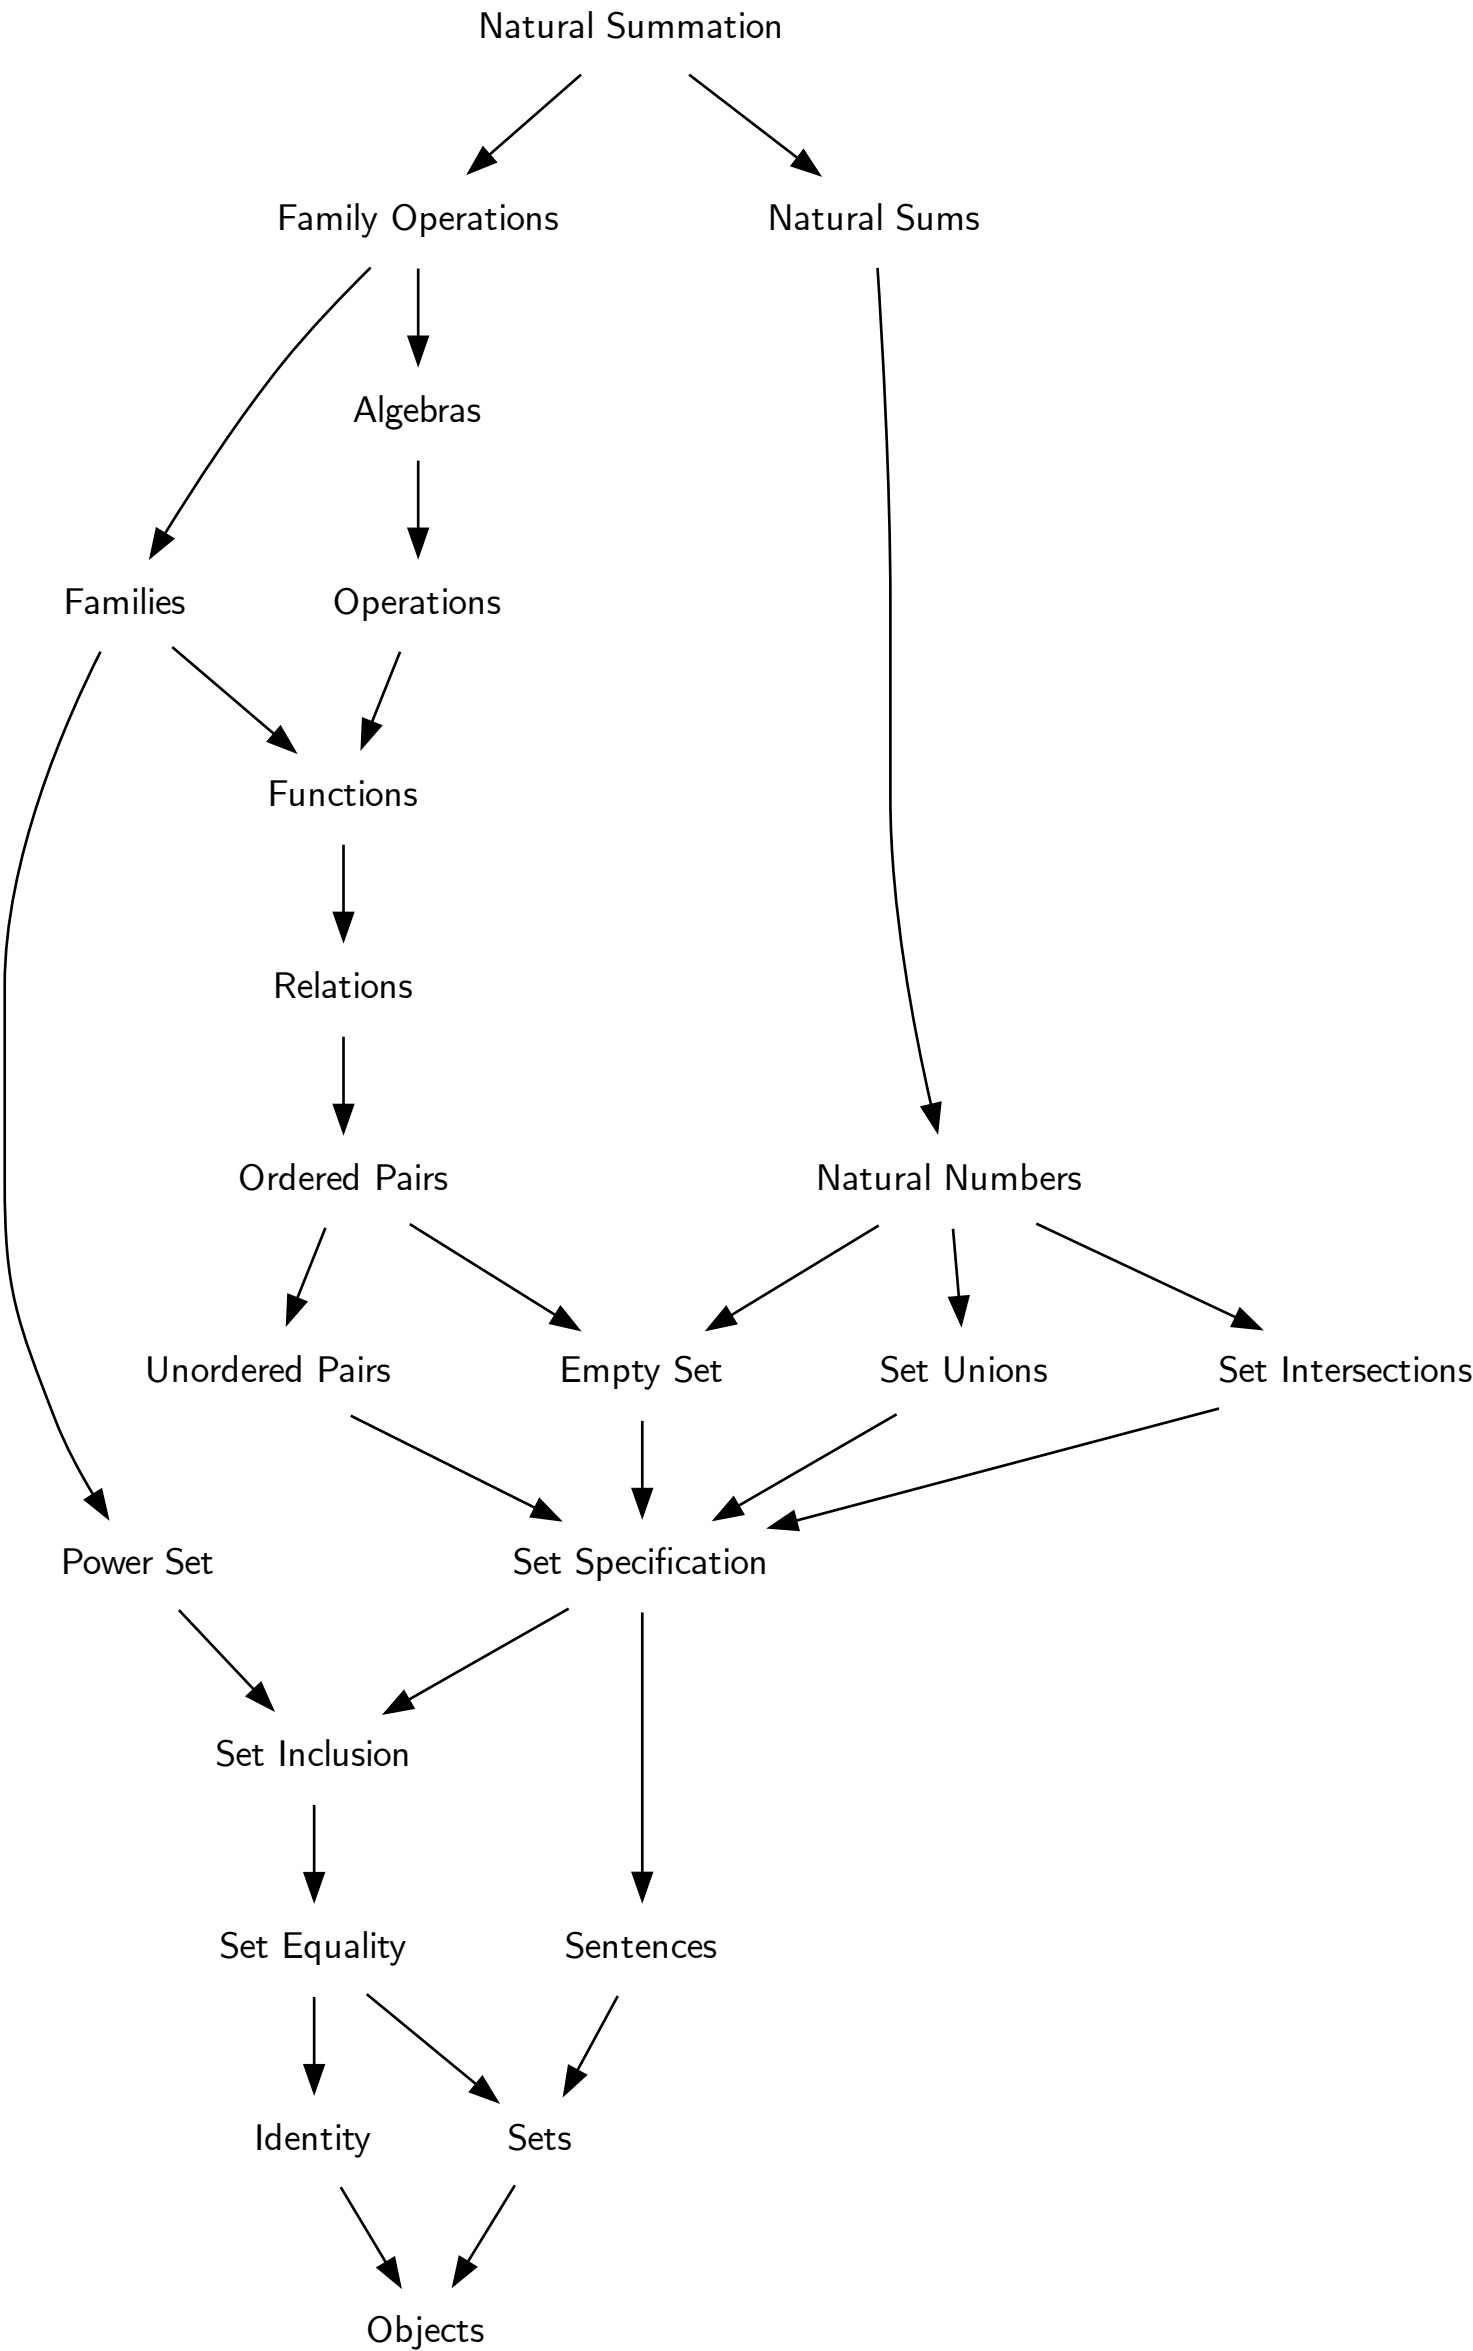 Natural Summation
Family Operations
Natural Sums
Algebras
Families
Operations
Functions
Relations
Ordered Pairs
Natural Numbers
Unordered Pairs
Empty Set
Set Unions
Set Intersections
Power Set
Set Specification
Set Inclusion
Set Equality
Sentences
Identity
Sets
Objects